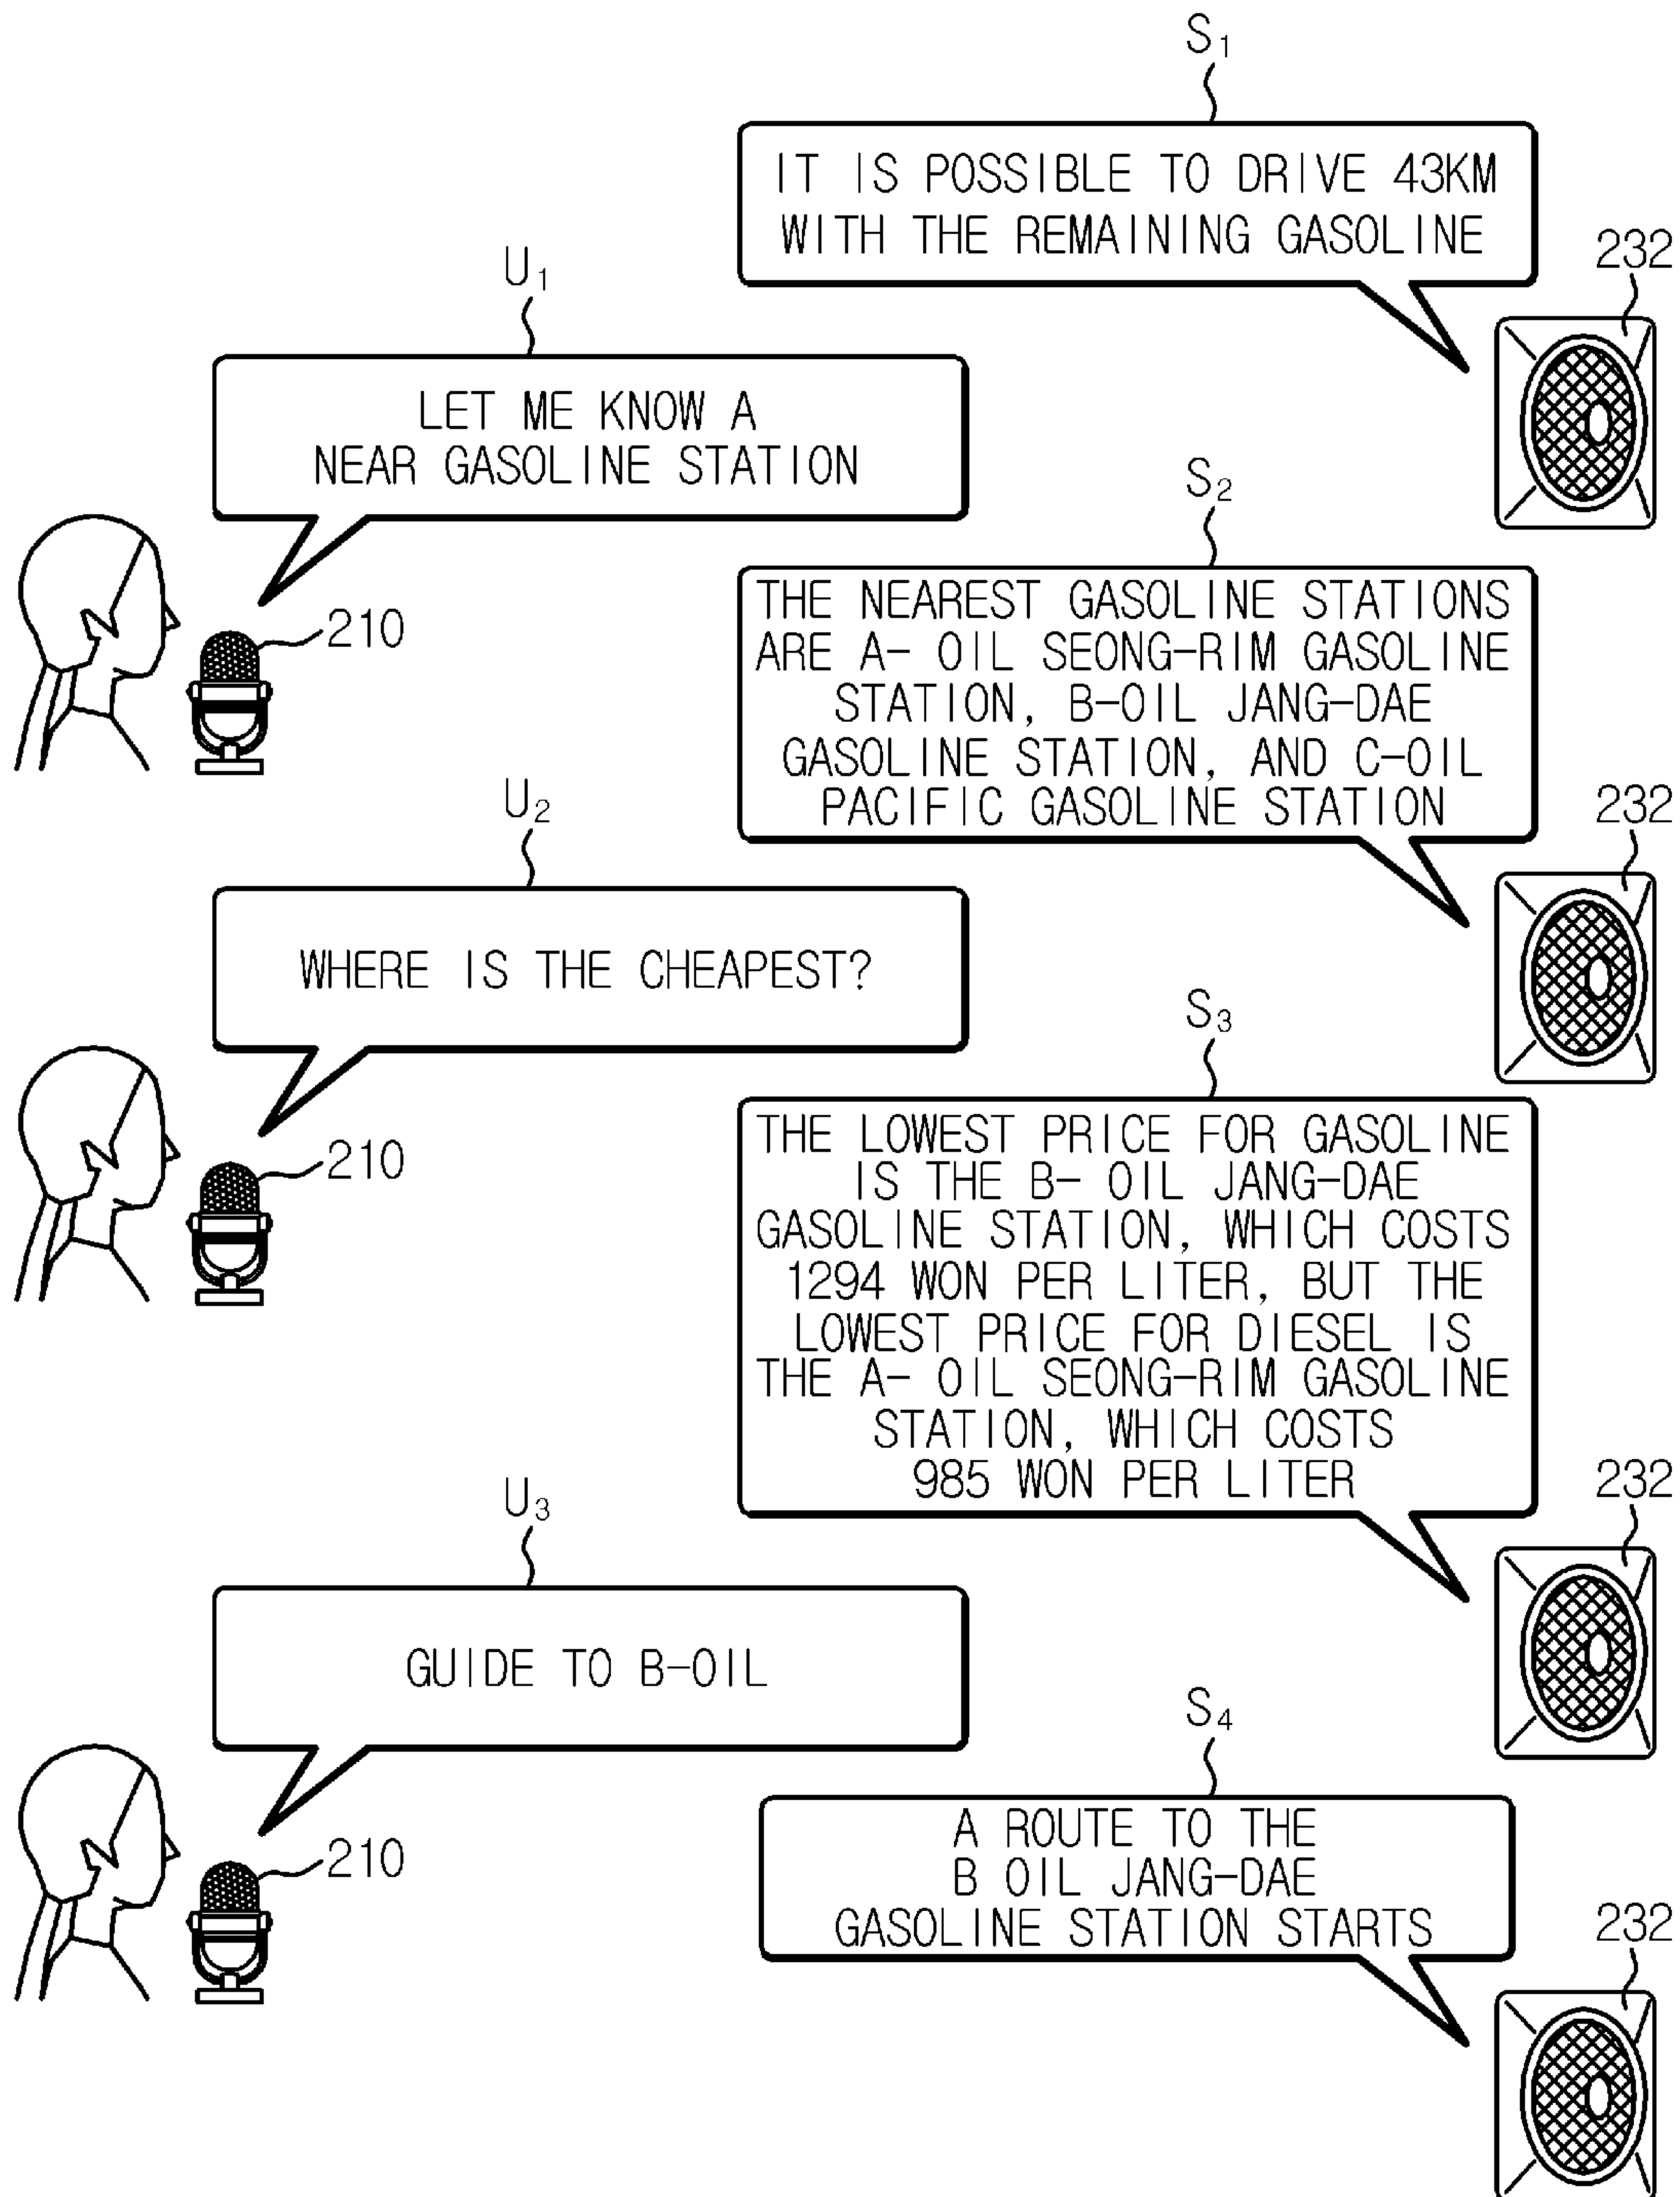 S1
IT IS POSSIBLE TO DRIVE 43KM
WITH THE REMAINING GASOLINE
232
U1
LET ME KNOW A
NEAR GASOLINE STATION
210
S2
THE NEAREST GASOLINE STATIONS
ARE A- OIL SEONG-RIM GASOLINE
STATION, B-OIL JANG-DAE
GASOLINE STATION, AND C-OIL
PACIFIC GASOLINE STATION
232
U2
WHERE IS THE CHEAPEST?
210
S3
THE LOWEST PRICE FOR GASOLINE
IS THE B- OIL JANG-DAE
GASOLINE STATION, WHICH COSTS
1294 WON PER LITER, BUT THE
LOWEST PRICE FOR DIESEL IS
THE A- OIL SEONG-RIM GASOLINE
STATION, WHICH COSTS
985 WON PER LITER
232
U3
GUIDE TO B-OIL
210
S4
A ROUTE TO THE
B OIL JANG-DAE
GASOLINE STATION STARTS
232